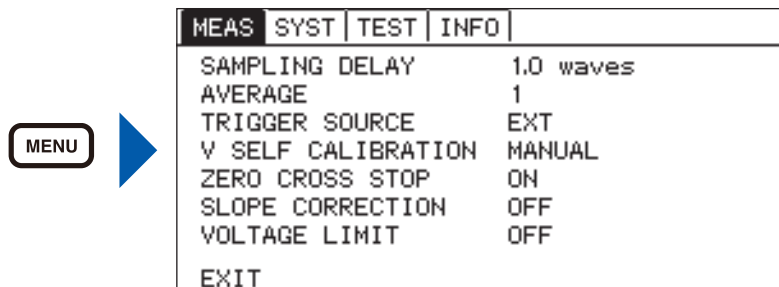 MEAS SYST TEST INFO
SAMPLING DELAY 1.0 waves
AVERAGE 1
TRIGGER SOURCE EXT
MENU
V SELF CALIBRATION MANUAL
ZERO CROSS STOP ON
SLOPE CORRECTION OFF
VOLTAGE LIMIT OFF
EXIT